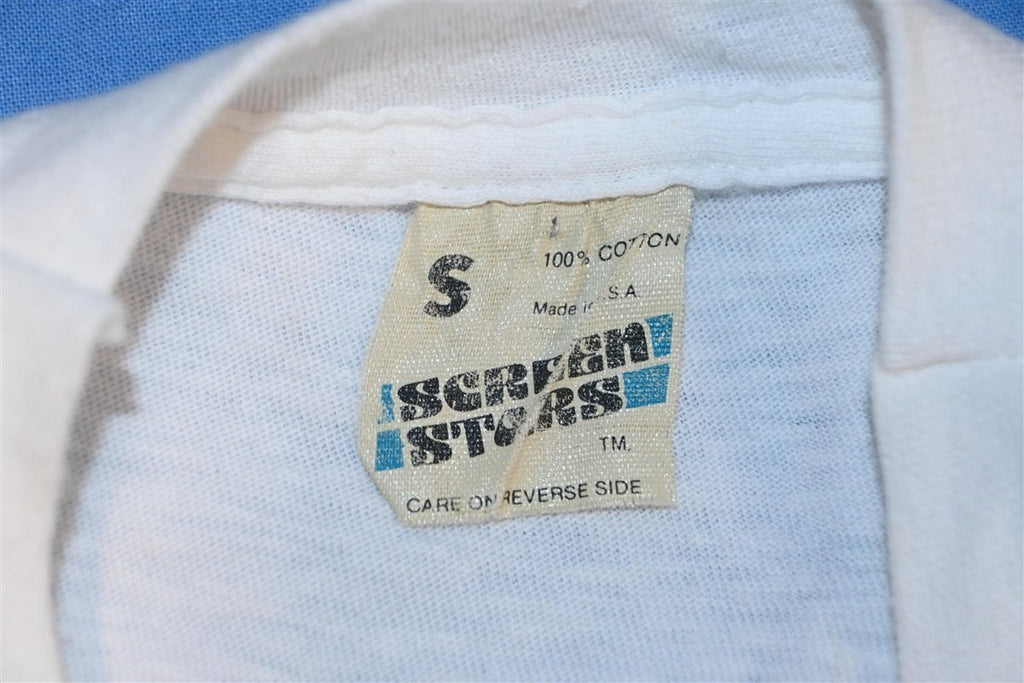 S
100% COTTON
Made in U.S.A.
SCREEN
STARS
TM.
CARE ON REVERSE SIDE